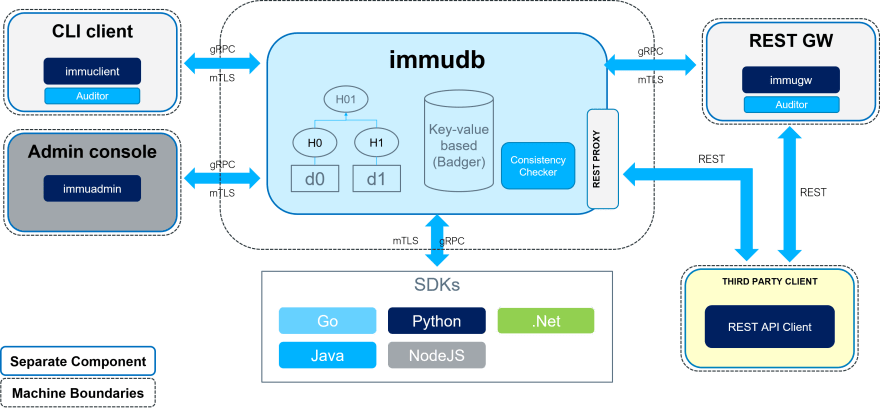 CLI client
immuclient
Auditor
gRPC
mTLS
Admin console
immuadmin
gRPC
mTLS
immudb
H01
H0
H1
d0
d1
Key-value
based
(Badger)
Consistency
Checker
REST PROXY
gRPC
mTLS
REST GW
immugw
Auditor
REST
REST
mTLS
gRPC
SDKs
Go
Python
.Net
Java
NodeJS
THIRD PARTY CLIENT
REST API Client
Separate Component
Machine Boundaries